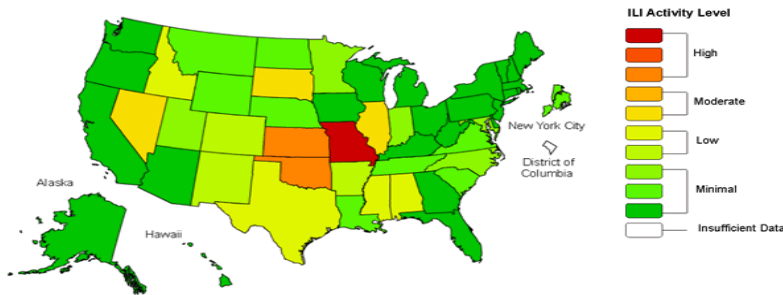 ILI Activity Level
High
Moderate
Low
Minimal
Insufficient Data
New York City
District of
Columbia
Alaska
Hawaii